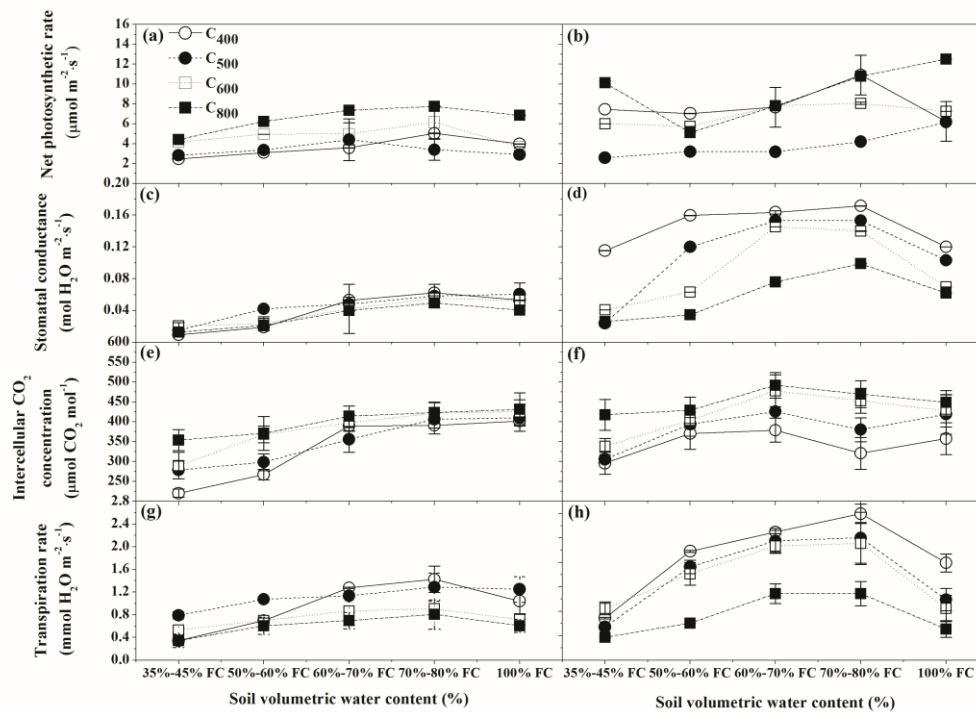 Net photosynthetic rate
(μmol m⁻²·s⁻¹)
16
14
12
10
8
6
4
2
0.20
(a)
C₄₀₀
C₅₀₀
C₆₀₀
C₈₀₀
(b)
Stomatal conductance
(mol H₂O m⁻²·s⁻¹)
0.16
0.12
0.08
0.04
600
(c)
(d)
Intercellular CO₂
concentration
(μmol CO₂ mol⁻¹)
550
500
450
400
350
300
250
2.8
(e)
(f)
Transpiration rate
(mmol H₂O m⁻²·s⁻¹)
2.4
2.0
1.6
1.2
0.8
0.4
0.0
(g)
(h)
35%-45% FC 50%-60% FC 60%-70% FC 70%-80% FC 100% FC
35%-45% FC 50%-60% FC 60%-70% FC 70%-80% FC 100% FC
Soil volumetric water content (%)
Soil volumetric water content (%)